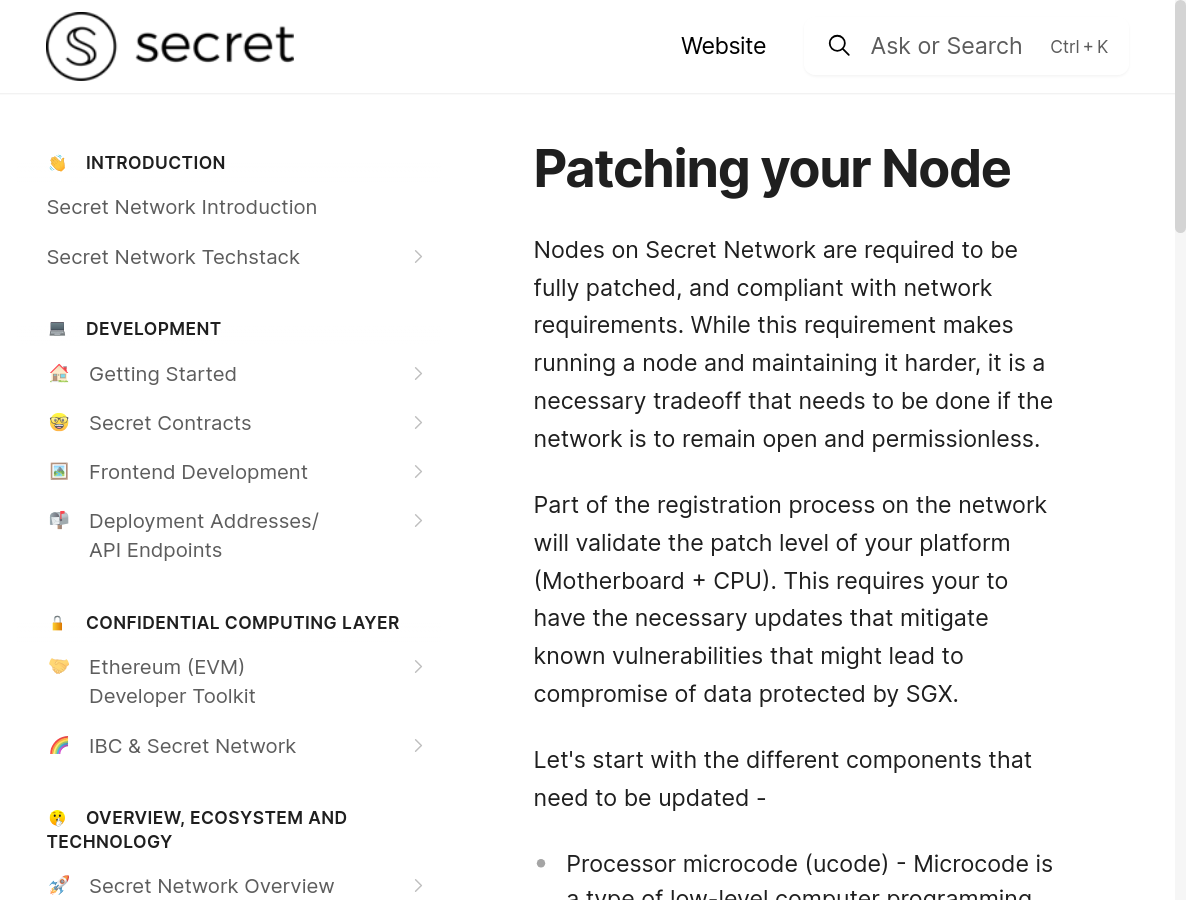 secret
Website
Ask or Search
Ctrl + K
INTRODUCTION
Secret Network Introduction
Secret Network Techstack
DEVELOPMENT
Getting Started
Secret Contracts
Frontend Development
Deployment Addresses/
API Endpoints
CONFIDENTIAL COMPUTING LAYER
Ethereum (EVM)
Developer Toolkit
IBC & Secret Network
OVERVIEW, ECOSYSTEM AND
TECHNOLOGY
Secret Network Overview
Patching your Node
Nodes on Secret Network are required to be
fully patched, and compliant with network
requirements. While this requirement makes
running a node and maintaining it harder, it is a
necessary tradeoff that needs to be done if the
network is to remain open and permissionless.
Part of the registration process on the network
will validate the patch level of your platform
(Motherboard + CPU). This requires your to
have the necessary updates that mitigate
known vulnerabilities that might lead to
compromise of data protected by SGX.
Let's start with the different components that
need to be updated -
Processor microcode (ucode) - Microcode is
a type of low-level computer programming